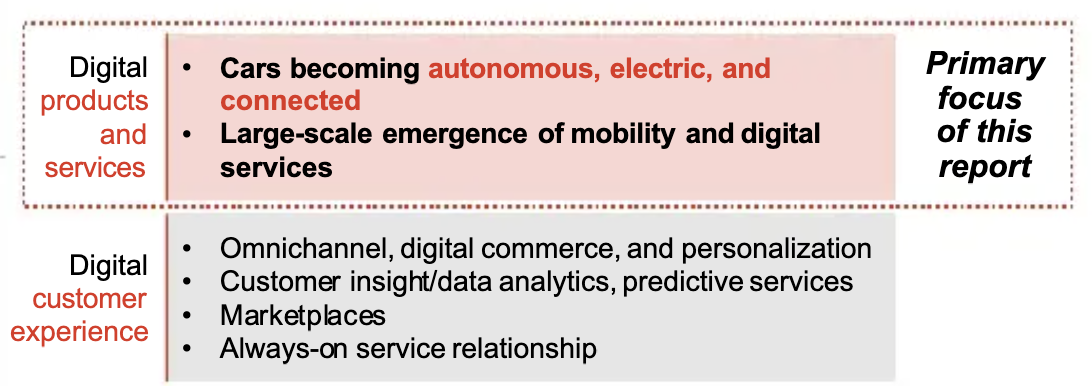 Digital
products
and
services
• Cars becoming autonomous, electric, and
connected
• Large-scale emergence of mobility and digital
services
Primary
focus
of this
report
Digital
customer
experience
• Omnichannel, digital commerce, and personalization
• Customer insight/data analytics, predictive services
• Marketplaces
• Always-on service relationship